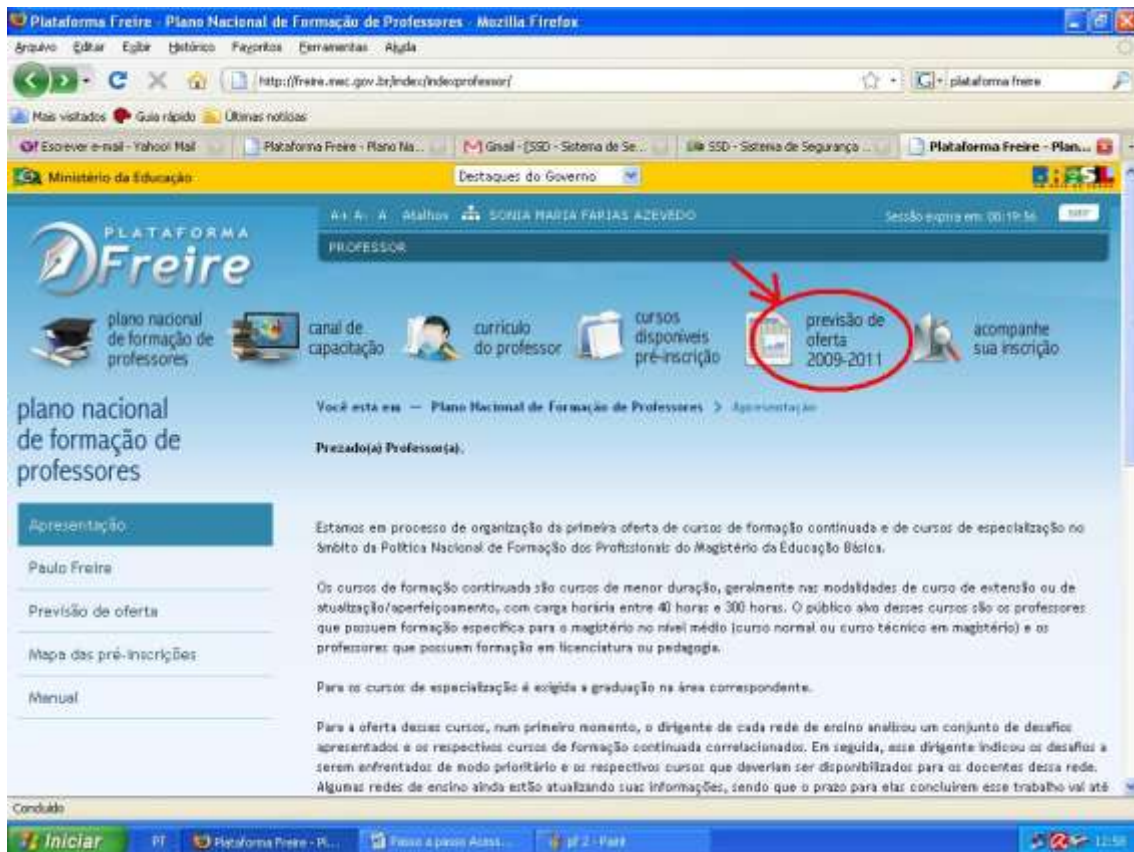 Plataforma Freire - Plano Nacional de Formação de Professores - Mozilla Firefox
Arquivo Editar Exibir Histórico Favoritos Ferramentas Ajuda
http://freire.mec.gov.br/index/indexprofessor/
plataforma freire
Mais visitados Guia rápido Últimas notícias
Escrever e-mail - Yahoo! Mail
Plataforma Freire - Plano Na...
Gmail - [SSD - Sistema de Se...
SSD - Sistema de Segurança ...
Plataforma Freire - Plan...
Ministério da Educação
Destaques do Governo
BRASIL
A+ A- A Atalhos SONIA MARIA FARIAS AZEVEDO
Sessão expira em: 00:19:56
PLATAFORMA
Freire
PROFESSOR
plano nacional
de formação de
professores
canal de
capacitação
currículo
do professor
cursos
disponíveis
pré-inscrição
previsão de
oferta
2009-2011
acompanhe
sua inscrição
plano nacional
de formação de
professores
Apresentação
Paulo Freire
Previsão de oferta
Mapa das pré-inscrições
Manual
Você está em — Plano Nacional de Formação de Professores > Apresentação
Prezado(a) Professor(a),
Estamos em processo de organização da primeira oferta de cursos de formação continuada e de cursos de especialização no
âmbito da Política Nacional de Formação dos Profissionais do Magistério da Educação Básica.
Os cursos de formação continuada são cursos de menor duração, geralmente nas modalidades de curso de extensão ou de
atualização/aperfeiçoamento, com carga horária entre 40 horas e 300 horas. O público alvo desses cursos são os professores
que possuem formação específica para o magistério no nível médio (curso normal ou curso técnico em magistério) e os
professores que possuem formação em licenciatura ou pedagogia.
Para os cursos de especialização é exigida a graduação na área correspondente.
Para a oferta desses cursos, num primeiro momento, o dirigente de cada rede de ensino analisou um conjunto de desafios
apresentados e os respectivos cursos de formação continuada correlacionados. Em seguida, esse dirigente indicou os desafios a
serem enfrentados de modo prioritário e os respectivos cursos que deveriam ser disponibilizados para os docentes dessa rede.
Algumas redes de ensino ainda estão atualizando suas informações, sendo que o prazo para elas concluírem esse trabalho vai até
Concluído
Iniciar
PT
Plataforma Freire - Pl...
Passo a passo Acess...
pf 2 - Paint
12:58